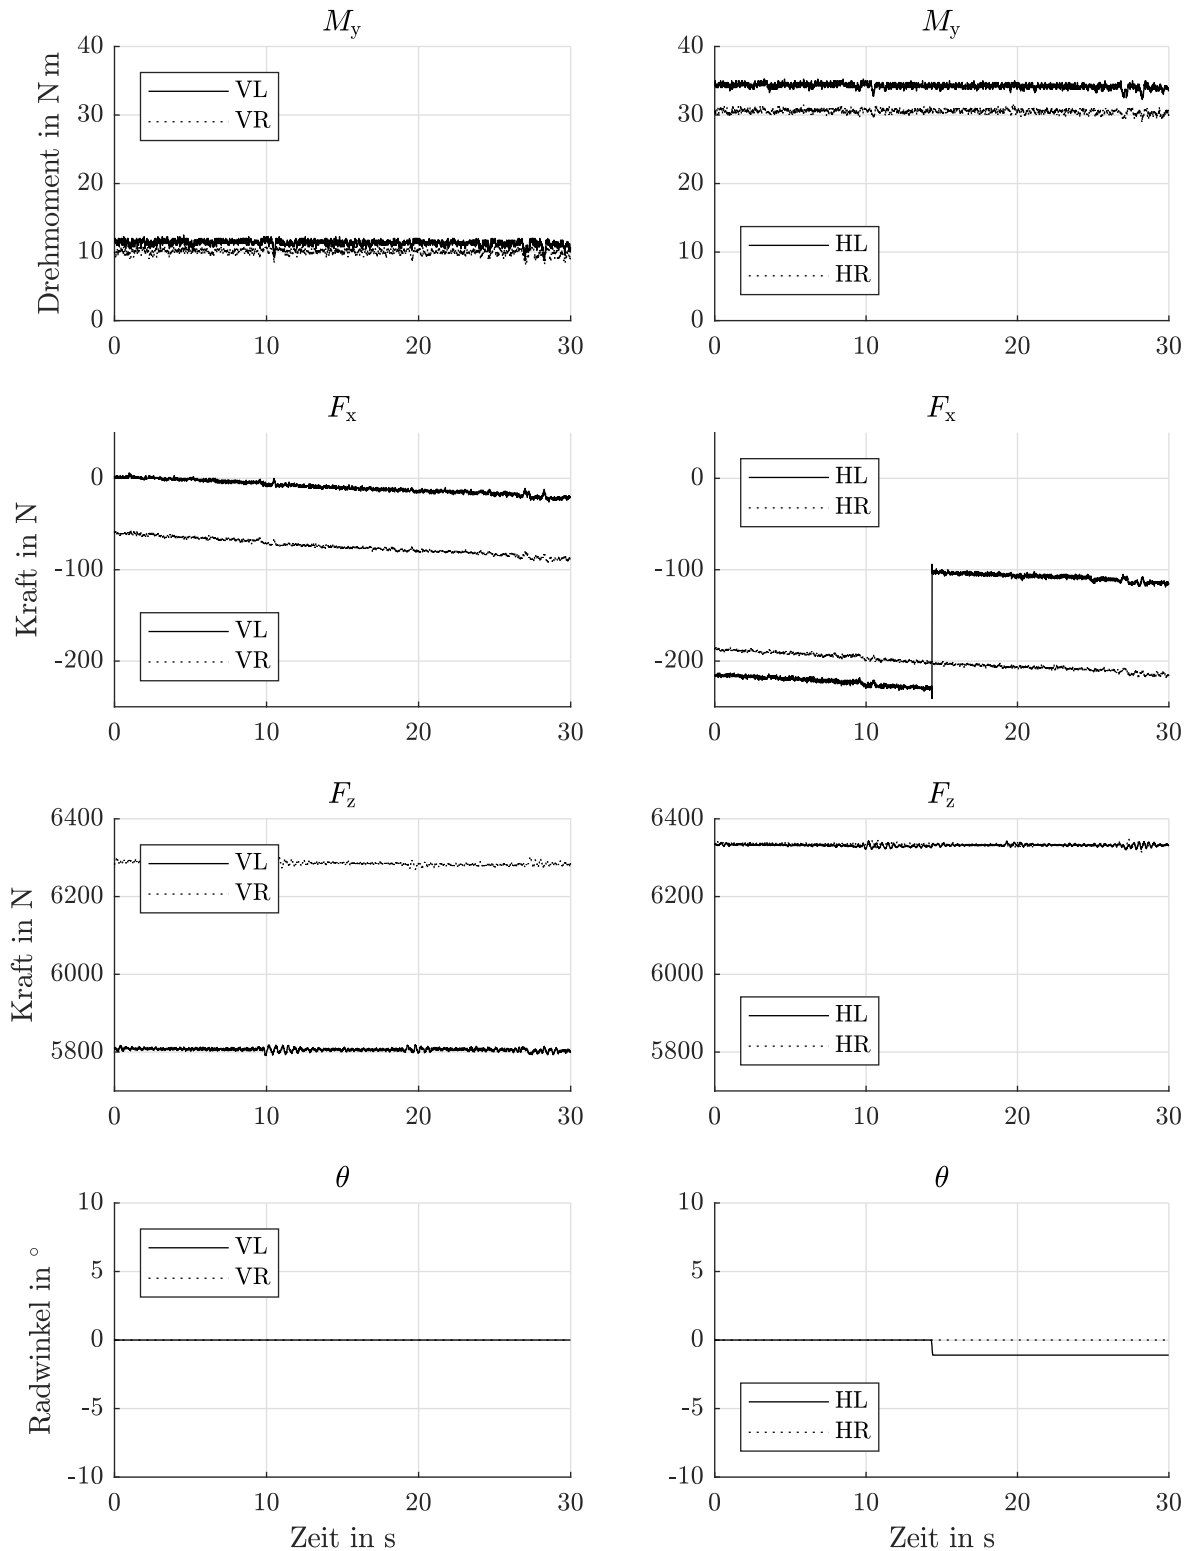 M_y
40
30
20
10
0
Drehmoment in N m
VL
VR
0 10 20 30
M_y
40
30
20
10
0
HL
HR
0 10 20 30
F_x
0
-100
-200
Kraft in N
VL
VR
0 10 20 30
F_x
0
-100
-200
HL
HR
0 10 20 30
F_z
6400
6200
6000
5800
Kraft in N
VL
VR
0 10 20 30
F_z
6400
6200
6000
5800
HL
HR
0 10 20 30
θ
10
5
0
-5
-10
Radwinkel in °
VL
VR
0 10 20 30
Zeit in s
θ
10
5
0
-5
-10
HL
HR
0 10 20 30
Zeit in s